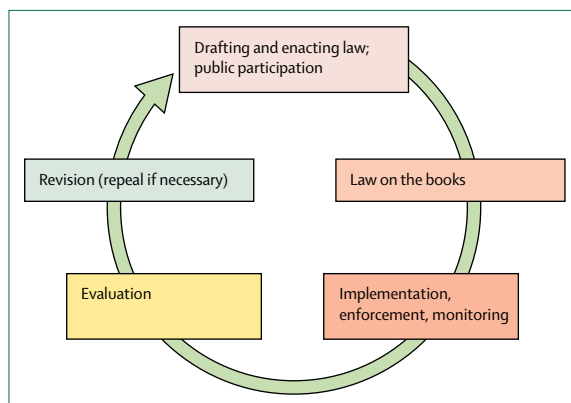 Drafting and enacting law;
public participation
Law on the books
Implementation,
enforcement, monitoring
Evaluation
Revision (repeal if necessary)